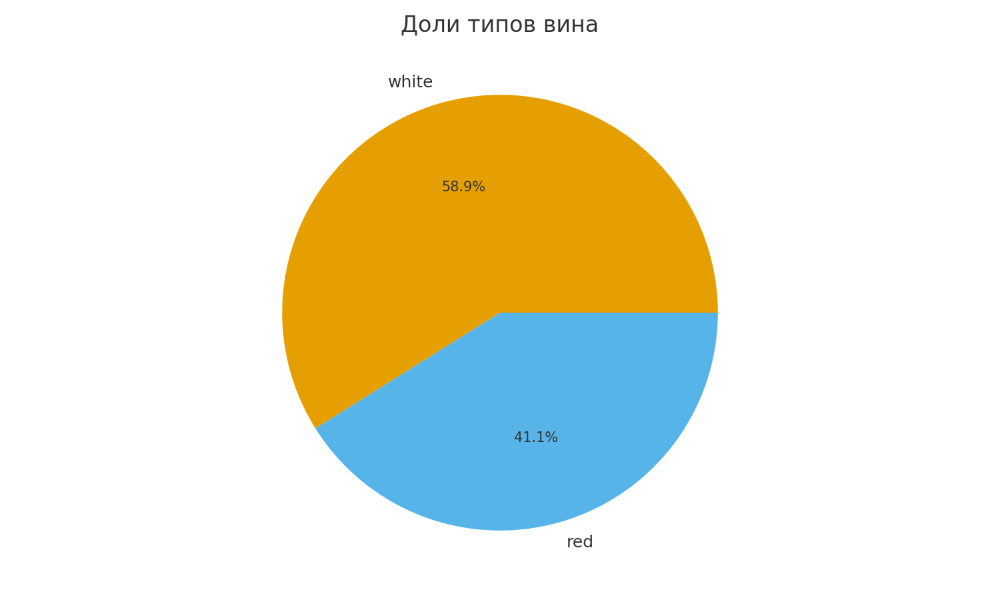 Доли типов вина
white
58.9%
41.1%
red